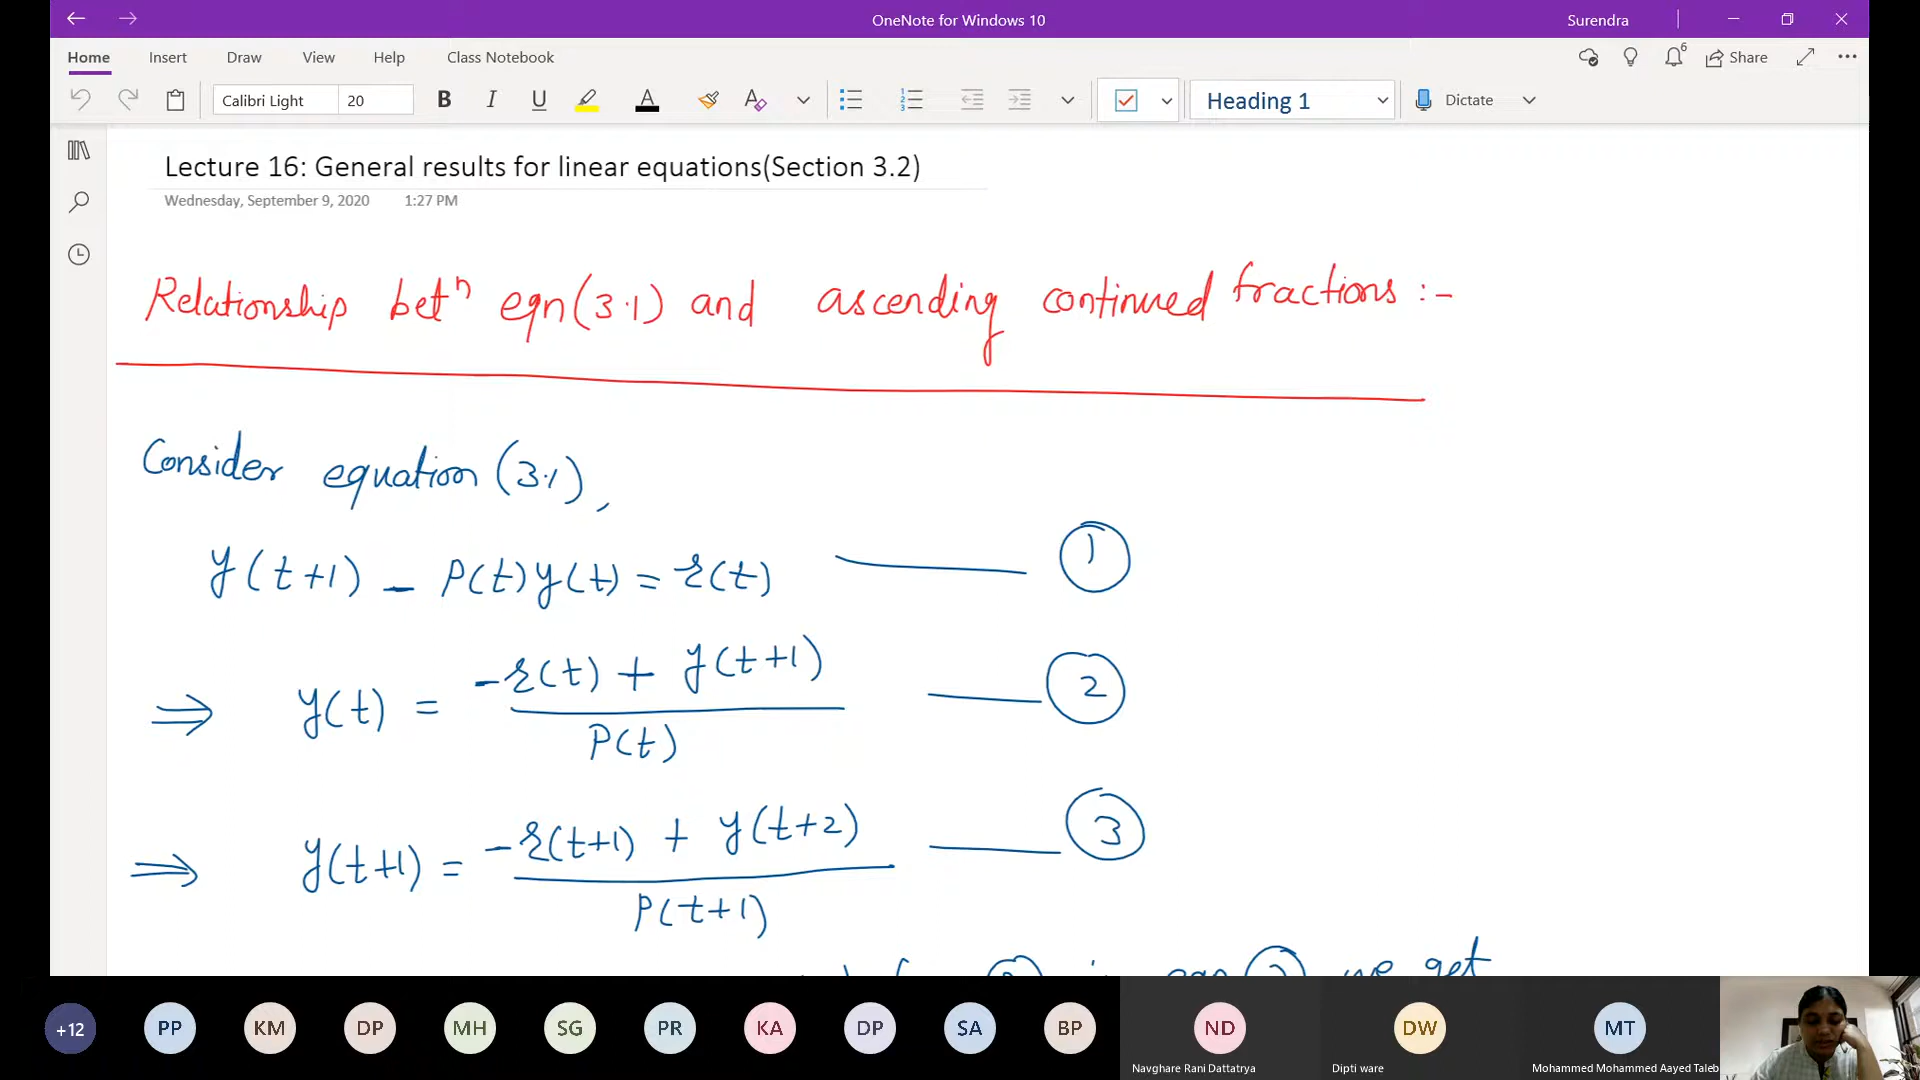 OneNote for Windows 10
Surendra
Home Insert Draw View Help Class Notebook
6 Share
Calibri Light 20 B I U A Heading 1 Dictate
Lecture 16: General results for linear equations(Section 3.2)
Wednesday, September 9, 2020 1:27 PM
Relationship betⁿ eqn(3.1) and ascending continued fractions :-
Consider equation (3.1),
y(t+1) - P(t)y(t) = r(t) —— ①
⇒ y(t) = (-r(t) + y(t+1)) / P(t) —— ②
⇒ y(t+1) = (-r(t+1) + y(t+2)) / P(t+1) —— ③
we get
+12 PP KM DP MH SG PR KA DP SA BP ND DW MT
Navghare Rani Dattatrya Dipti ware Mohammed Mohammed Aayed Taleb